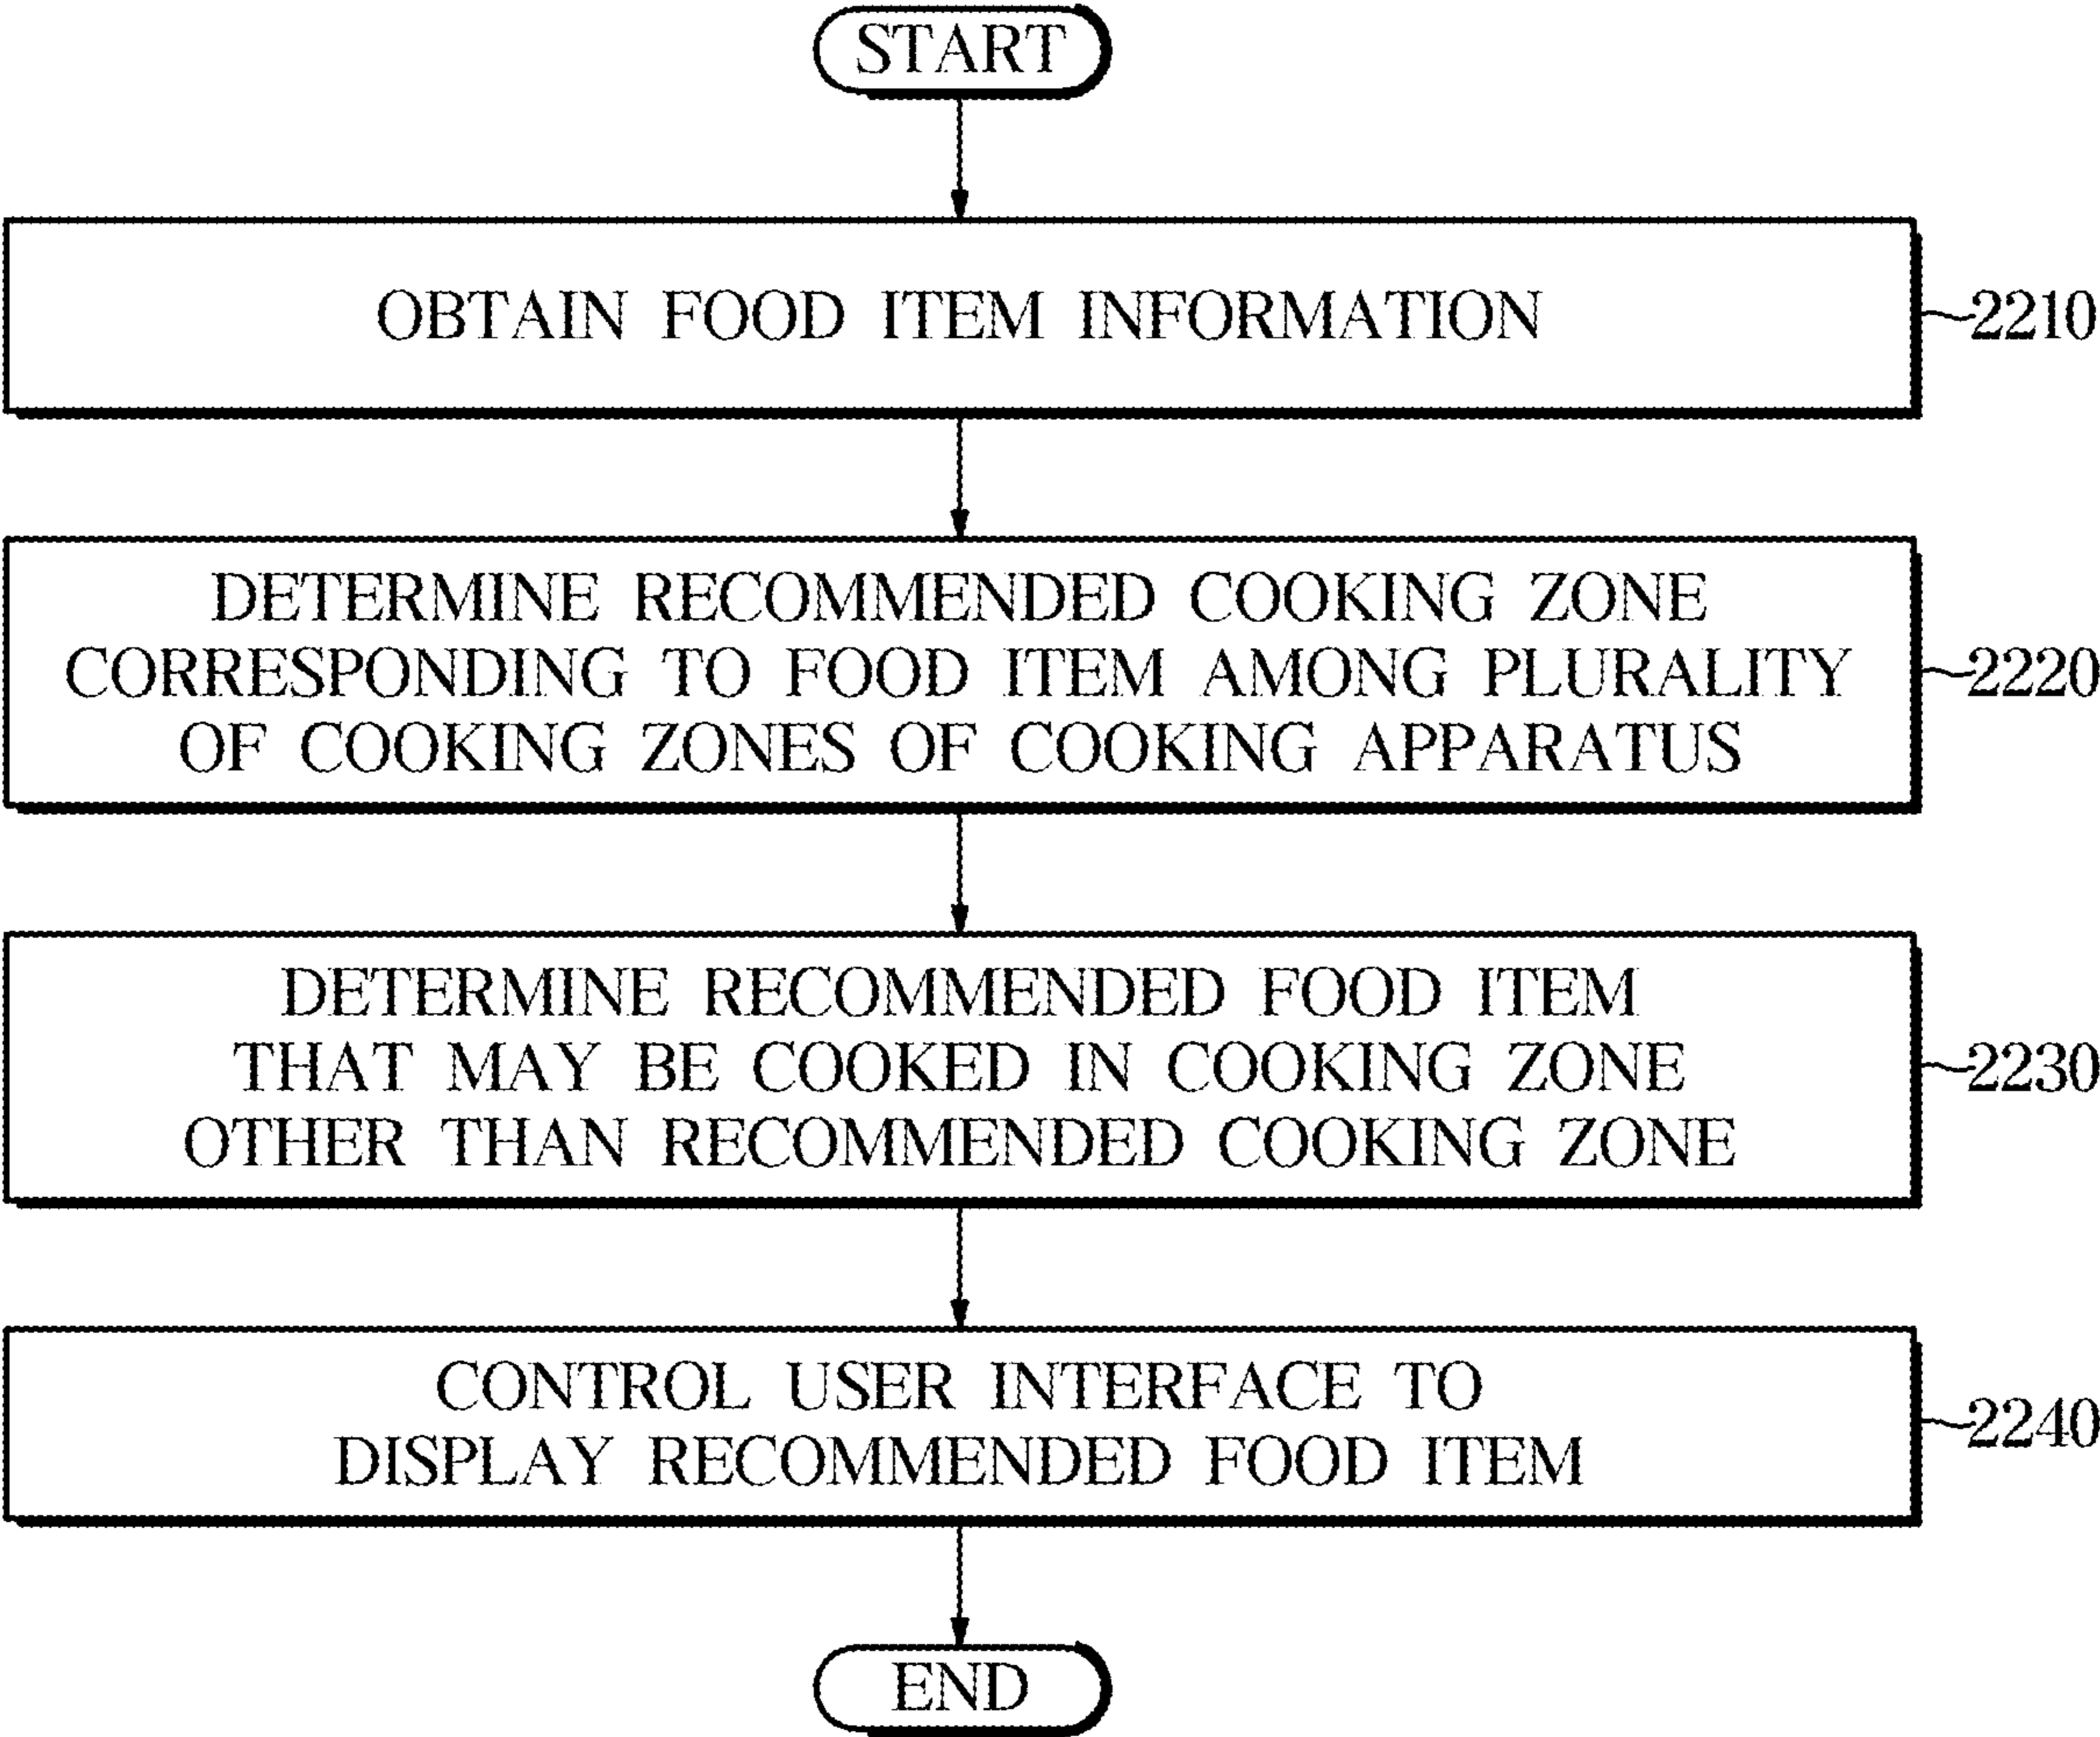 START
OBTAIN FOOD ITEM INFORMATION
2210
DETERMINE RECOMMENDED COOKING ZONE
CORRESPONDING TO FOOD ITEM AMONG PLURALITY
OF COOKING ZONES OF COOKING APPARATUS
2220
DETERMINE RECOMMENDED FOOD ITEM
THAT MAY BE COOKED IN COOKING ZONE
OTHER THAN RECOMMENDED COOKING ZONE
2230
CONTROL USER INTERFACE TO
DISPLAY RECOMMENDED FOOD ITEM
2240
END